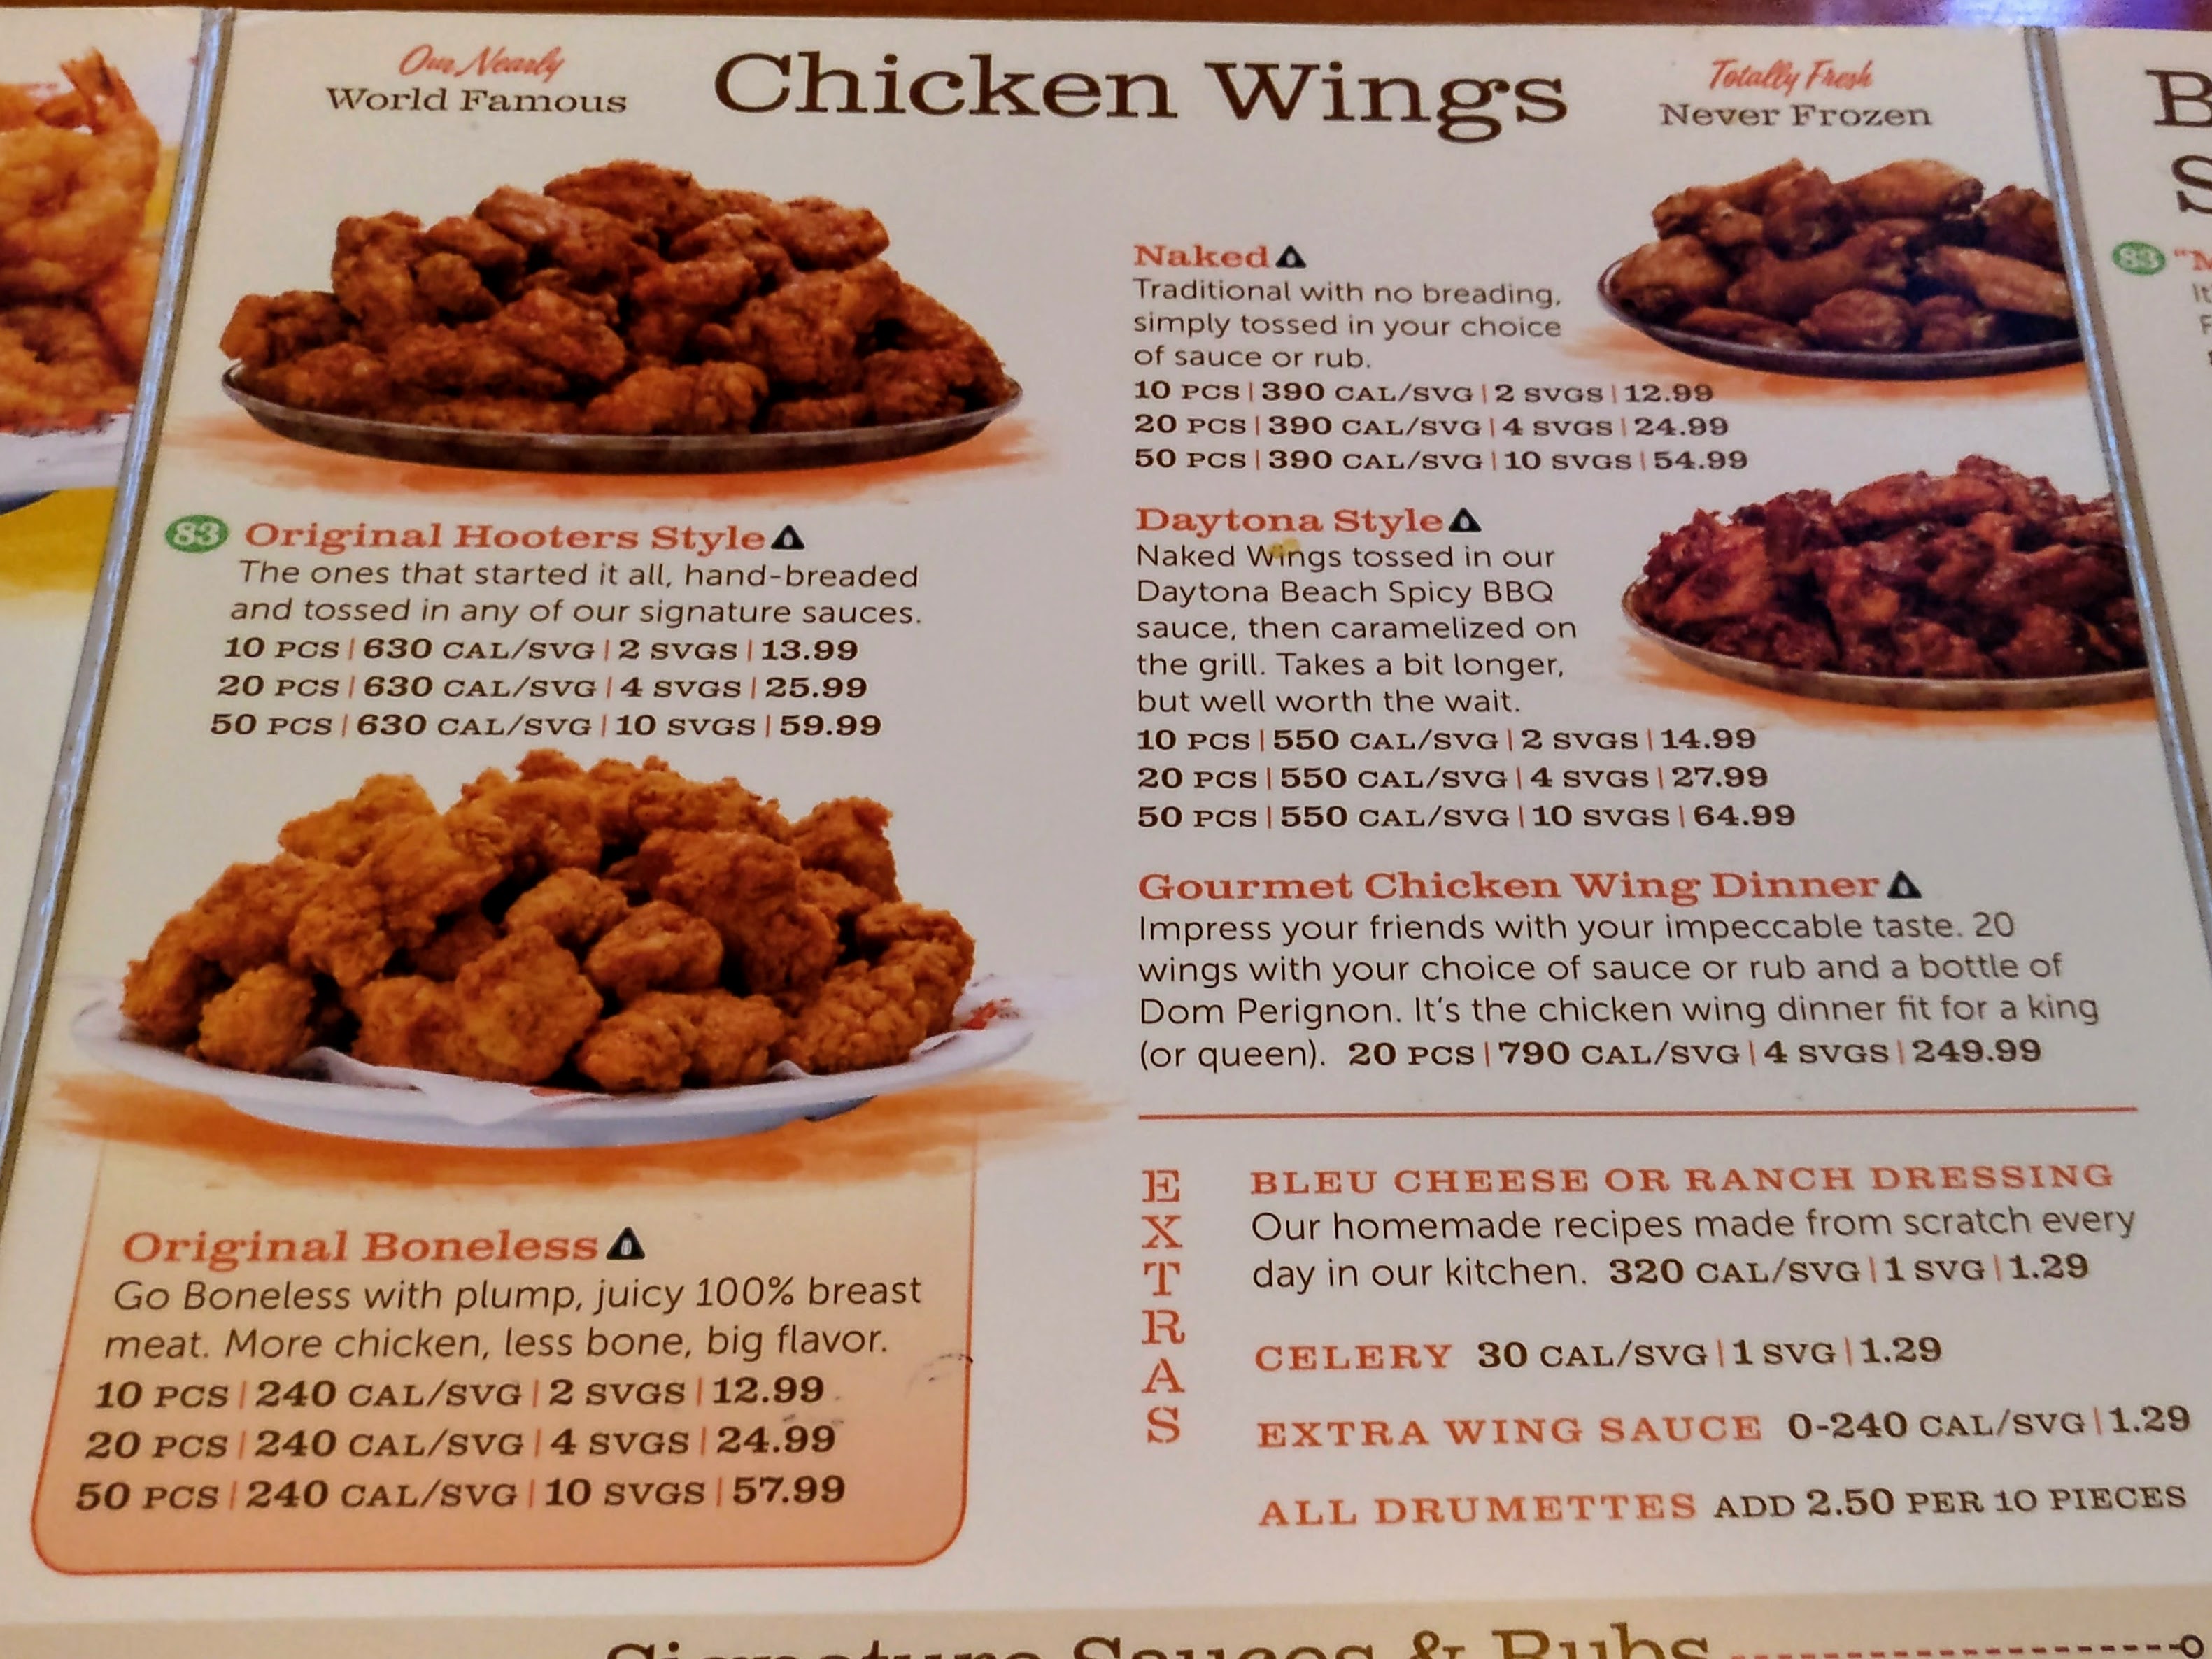 Our Nearly
World Famous
Chicken Wings
Totally Fresh
Never Frozen
83 Original Hooters Style
The ones that started it all, hand-breaded
and tossed in any of our signature sauces.
10 PCS | 630 CAL/SVG | 2 SVGS | 13.99
20 PCS | 630 CAL/SVG | 4 SVGS | 25.99
50 PCS | 630 CAL/SVG | 10 SVGS | 59.99
Original Boneless
Go Boneless with plump, juicy 100% breast
meat. More chicken, less bone, big flavor.
10 PCS | 240 CAL/SVG | 2 SVGS | 12.99
20 PCS | 240 CAL/SVG | 4 SVGS | 24.99
50 PCS | 240 CAL/SVG | 10 SVGS | 57.99
Naked
Traditional with no breading,
simply tossed in your choice
of sauce or rub.
10 PCS | 390 CAL/SVG | 2 SVGS | 12.99
20 PCS | 390 CAL/SVG | 4 SVGS | 24.99
50 PCS | 390 CAL/SVG | 10 SVGS | 54.99
Daytona Style
Naked Wings tossed in our
Daytona Beach Spicy BBQ
sauce, then caramelized on
the grill. Takes a bit longer,
but well worth the wait.
10 PCS | 550 CAL/SVG | 2 SVGS | 14.99
20 PCS | 550 CAL/SVG | 4 SVGS | 27.99
50 PCS | 550 CAL/SVG | 10 SVGS | 64.99
Gourmet Chicken Wing Dinner
Impress your friends with your impeccable taste. 20
wings with your choice of sauce or rub and a bottle of
Dom Perignon. It's the chicken wing dinner fit for a king
(or queen). 20 PCS | 790 CAL/SVG | 4 SVGS | 249.99
EXTRAS
BLEU CHEESE OR RANCH DRESSING
Our homemade recipes made from scratch every
day in our kitchen. 320 CAL/SVG | 1 SVG | 1.29
CELERY 30 CAL/SVG | 1 SVG | 1.29
EXTRA WING SAUCE 0-240 CAL/SVG | 1.29
ALL DRUMETTES ADD 2.50 PER 10 PIECES
Signature Sauces & Rubs
83